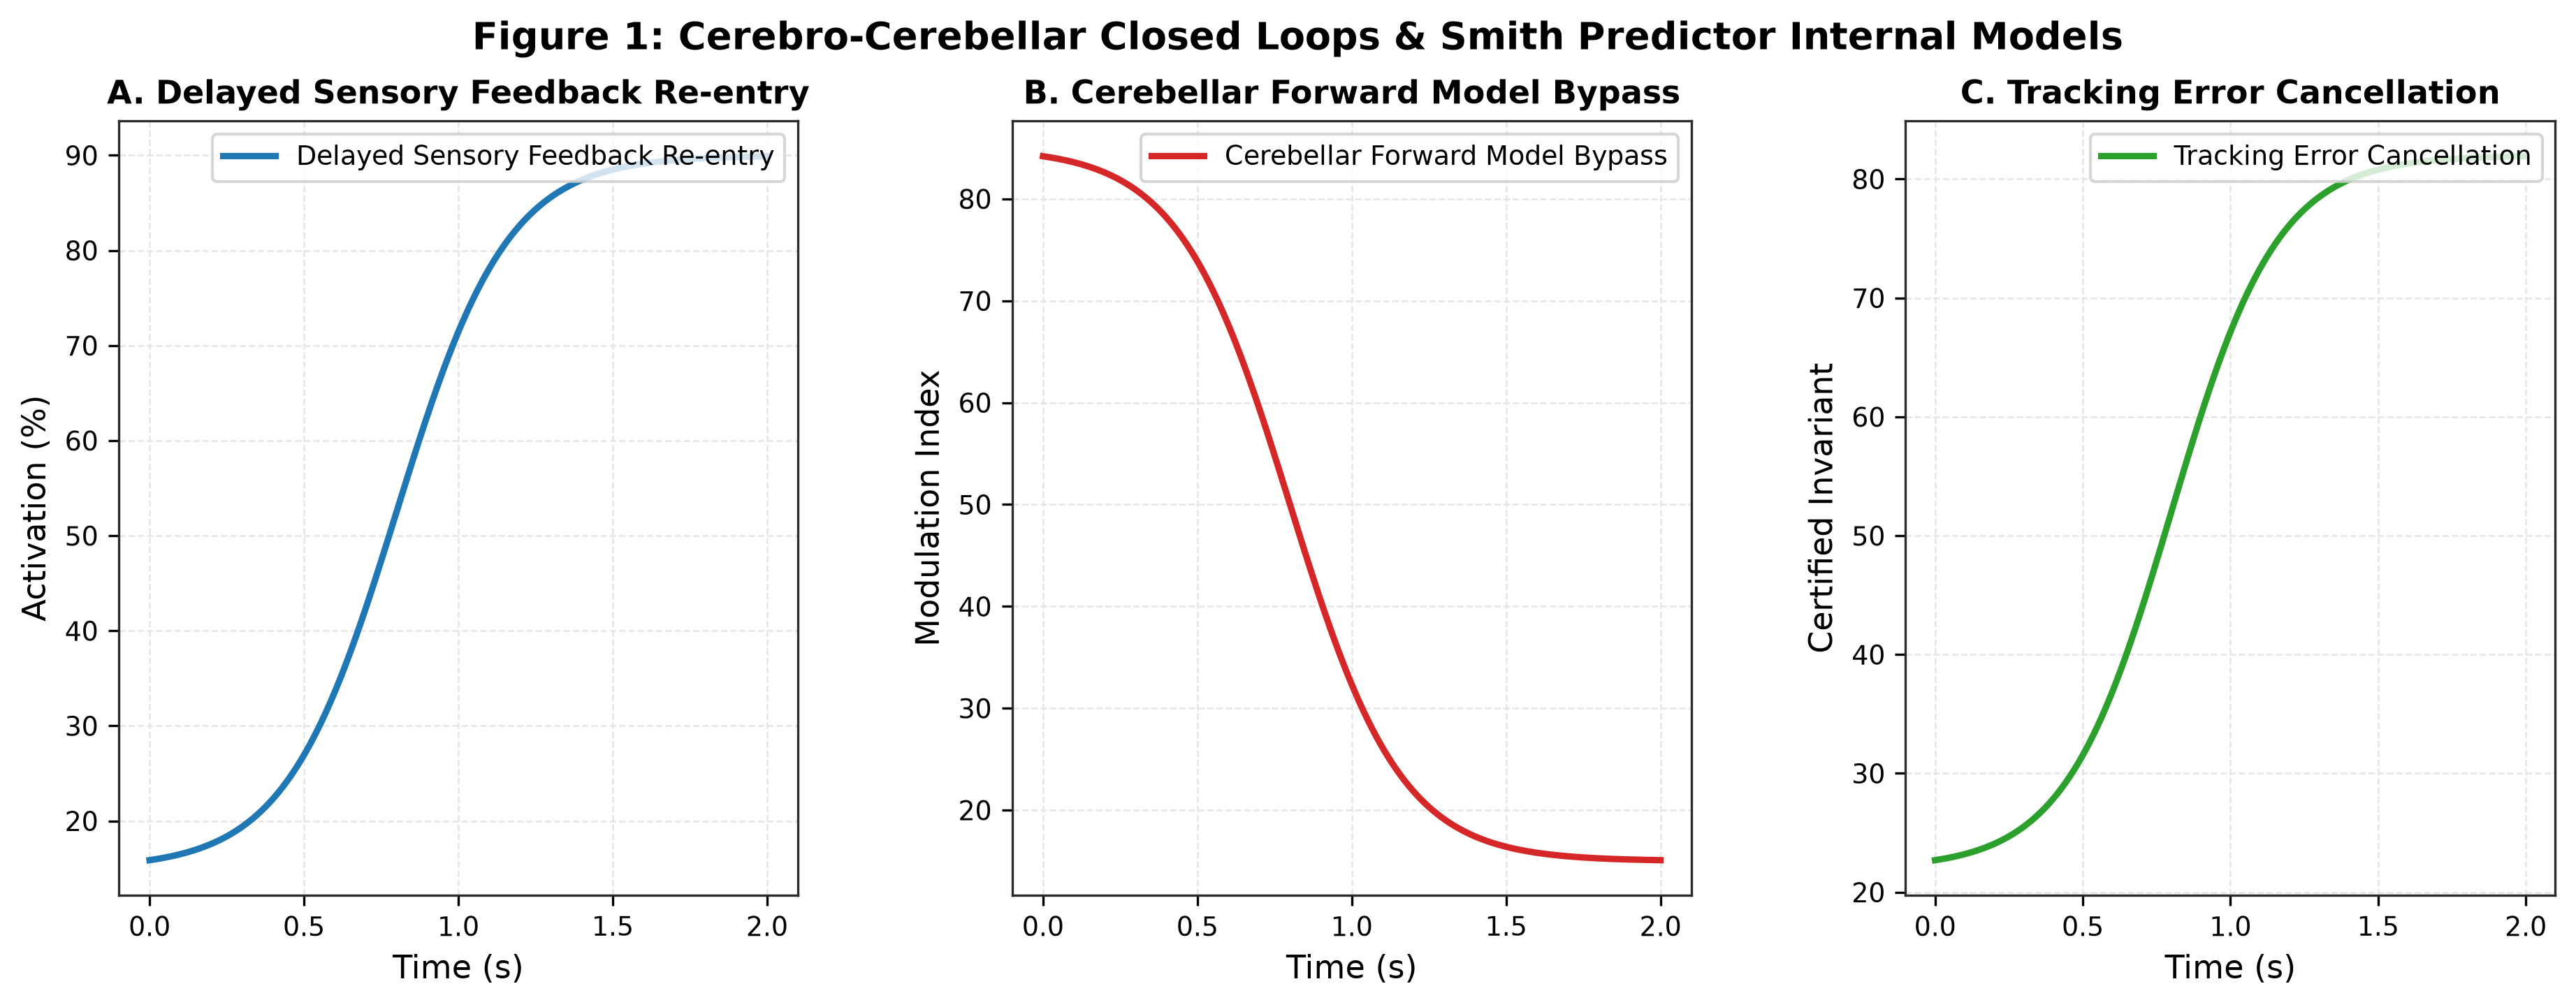 Figure 1: Cerebro-Cerebellar Closed Loops & Smith Predictor Internal Models
A. Delayed Sensory Feedback Re-entry
Delayed Sensory Feedback Re-entry
90
80
70
60
50
40
30
20
Activation (%)
0.0 0.5 1.0 1.5 2.0
Time (s)
B. Cerebellar Forward Model Bypass
Cerebellar Forward Model Bypass
80
70
60
50
40
30
20
Modulation Index
0.0 0.5 1.0 1.5 2.0
Time (s)
C. Tracking Error Cancellation
Tracking Error Cancellation
80
70
60
50
40
30
20
Certified Invariant
0.0 0.5 1.0 1.5 2.0
Time (s)